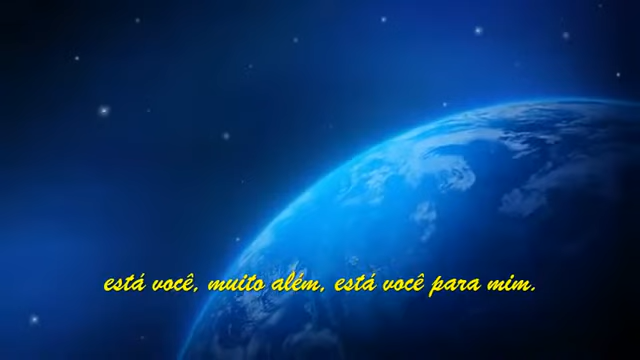 está você, muito além, está você para mim.